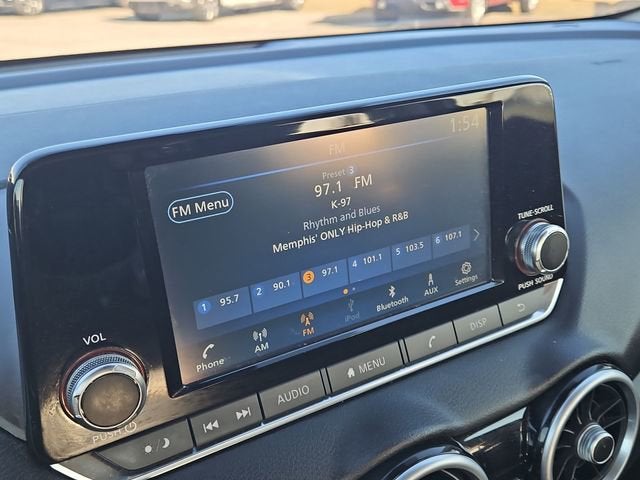 1:54
FM
Preset 3
97.1 FM
FM Menu
K-97
Rhythm and Blues
Memphis' ONLY Hip-Hop & R&B
1 95.7 2 90.1 3 97.1 4 101.1 5 103.5 6 107.1
Phone AM FM iPod Bluetooth AUX Settings
TUNE-SCROLL
PUSH SOUND
VOL
PUSH
AUDIO MENU DISP